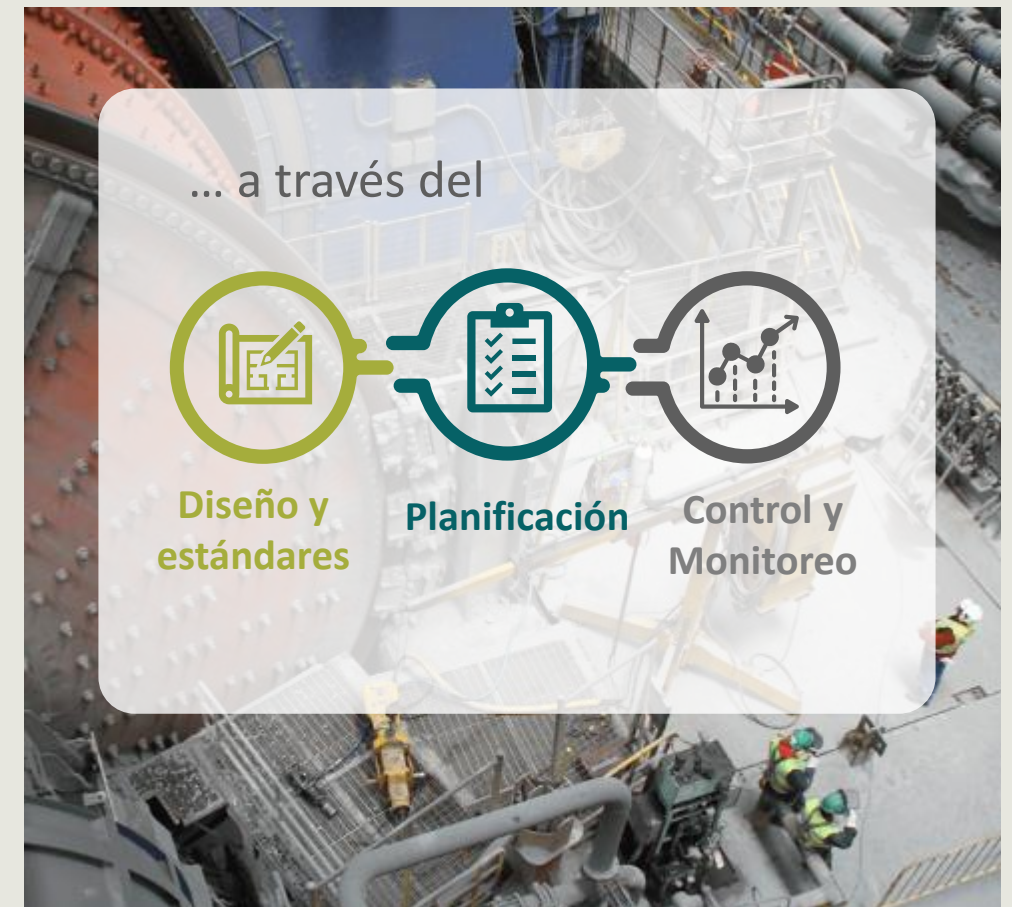 ... a través del
Diseño y
estándares
Planificación
Control y
Monitoreo